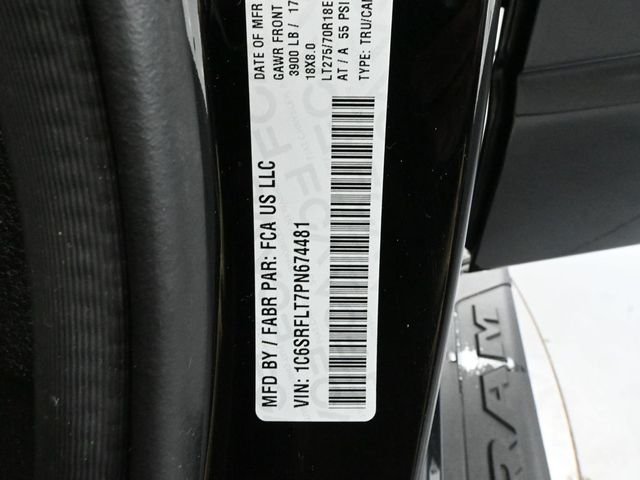 MFD BY / FABR PAR: FCA US LLC
DATE OF MFR
GAWR FRONT
3900 LB / 17
18X8.0
LT275/70R18E
AT / A 55 PSI
TYPE: TRU/CAM
VIN: 1C6SRFLT7PN674481
RAM